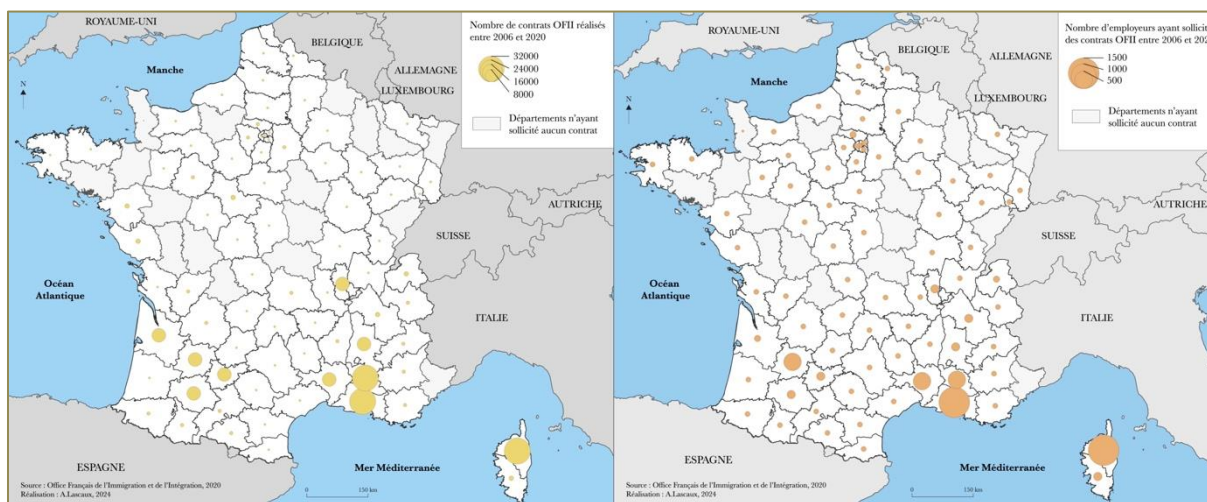 Nombre de contrats OFII réalisés
entre 2006 et 2020
32000
24000
16000
8000
Départements n'ayant
sollicité aucun contrat
ROYAUME-UNI
BELGIQUE
Manche
ALLEMAGNE
LUXEMBOURG
N
AUTRICHE
SUISSE
Océan
Atlantique
ITALIE
ESPAGNE
Mer Méditerranée
Source : Office Français de l'Immigration et de l'Intégration, 2020
Réalisation : A.Lascaux, 2024
0
150 km
Nombre d'employeurs ayant sollicit
des contrats OFII entre 2006 et 202
1500
1000
500
Départements n'ayant
sollicité aucun contrat
ROYAUME-UNI
BELGIQUE
Manche
ALLEMAGNE
LUXEMBOURG
N
AUTRICHE
SUISSE
Océan
Atlantique
ITALIE
ESPAGNE
Mer Méditerranée
Source : Office Français de l'Immigration et de l'Intégration, 2020
Réalisation : A.Lascaux, 2024
0
150 km